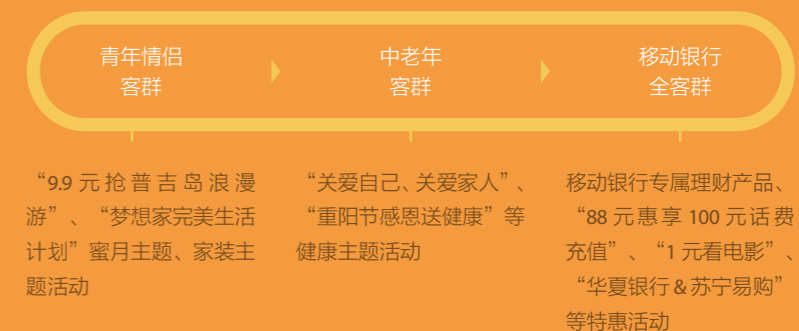 青年情侣
客群
中老年
客群
移动银行
全客群
“9.9 元抢普吉岛浪漫
游”、“梦想家完美生活
计划”蜜月主题、家装主
题活动
“关爱自己、关爱家人”、
“重阳节感恩送健康”等
健康主题活动
移动银行专属理财产品、
“88 元惠享 100 元话费
充值”、“1 元看电影”、
“华夏银行 & 苏宁易购”
等特惠活动